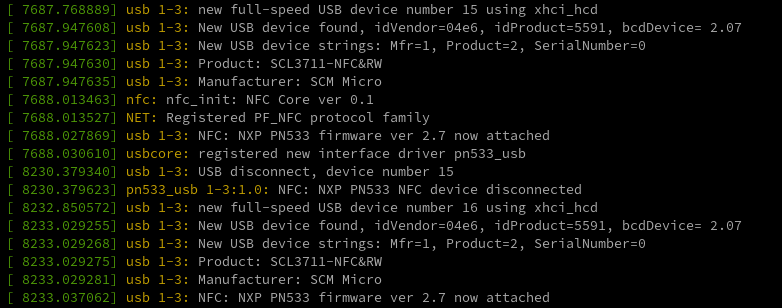 [ 7687.768889] usb 1-3: new full-speed USB device number 15 using xhci_hcd
[ 7687.947608] usb 1-3: New USB device found, idVendor=04e6, idProduct=5591, bcdDevice= 2.07
[ 7687.947623] usb 1-3: New USB device strings: Mfr=1, Product=2, SerialNumber=0
[ 7687.947630] usb 1-3: Product: SCL3711-NFC&RW
[ 7687.947635] usb 1-3: Manufacturer: SCM Micro
[ 7688.013463] nfc: nfc_init: NFC Core ver 0.1
[ 7688.013527] NET: Registered PF_NFC protocol family
[ 7688.027869] usb 1-3: NFC: NXP PN533 firmware ver 2.7 now attached
[ 7688.030610] usbcore: registered new interface driver pn533_usb
[ 8230.379340] usb 1-3: USB disconnect, device number 15
[ 8230.379623] pn533_usb 1-3:1.0: NFC: NXP PN533 NFC device disconnected
[ 8232.850572] usb 1-3: new full-speed USB device number 16 using xhci_hcd
[ 8233.029255] usb 1-3: New USB device found, idVendor=04e6, idProduct=5591, bcdDevice= 2.07
[ 8233.029268] usb 1-3: New USB device strings: Mfr=1, Product=2, SerialNumber=0
[ 8233.029275] usb 1-3: Product: SCL3711-NFC&RW
[ 8233.029281] usb 1-3: Manufacturer: SCM Micro
[ 8233.037062] usb 1-3: NFC: NXP PN533 firmware ver 2.7 now attached